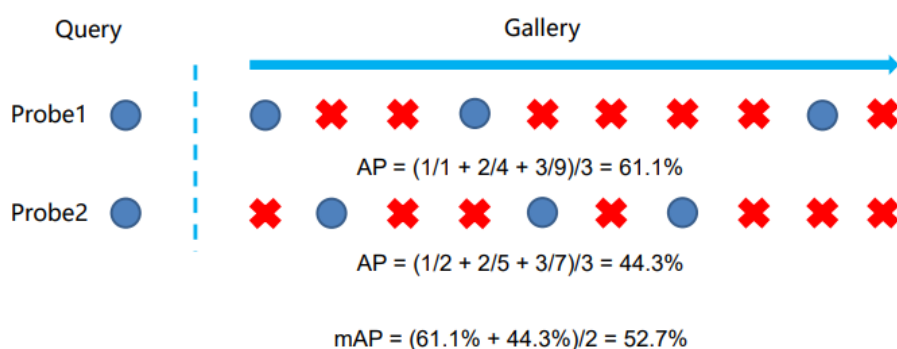 Query Gallery
Probe1
AP = (1/1 + 2/4 + 3/9)/3 = 61.1%
Probe2
AP = (1/2 + 2/5 + 3/7)/3 = 44.3%
mAP = (61.1% + 44.3%)/2 = 52.7%